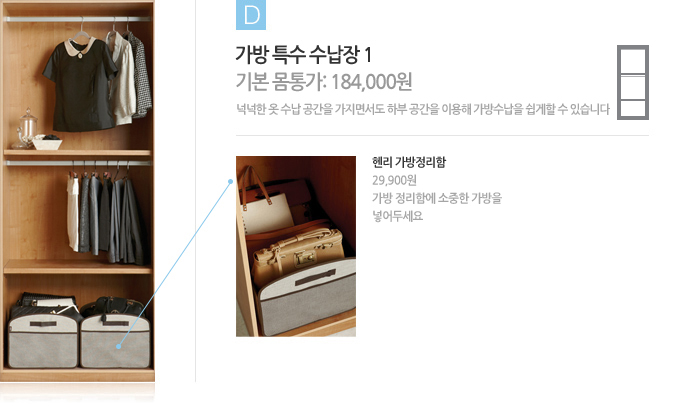 D
가방 특수 수납장 1
기본 몸통가: 184,000원
넉넉한 옷 수납 공간을 가지면서도 하부 공간을 이용해 가방수납을 쉽게할 수 있습니다
헨리 가방정리함
29,900원
가방 정리함에 소중한 가방을
넣어두세요